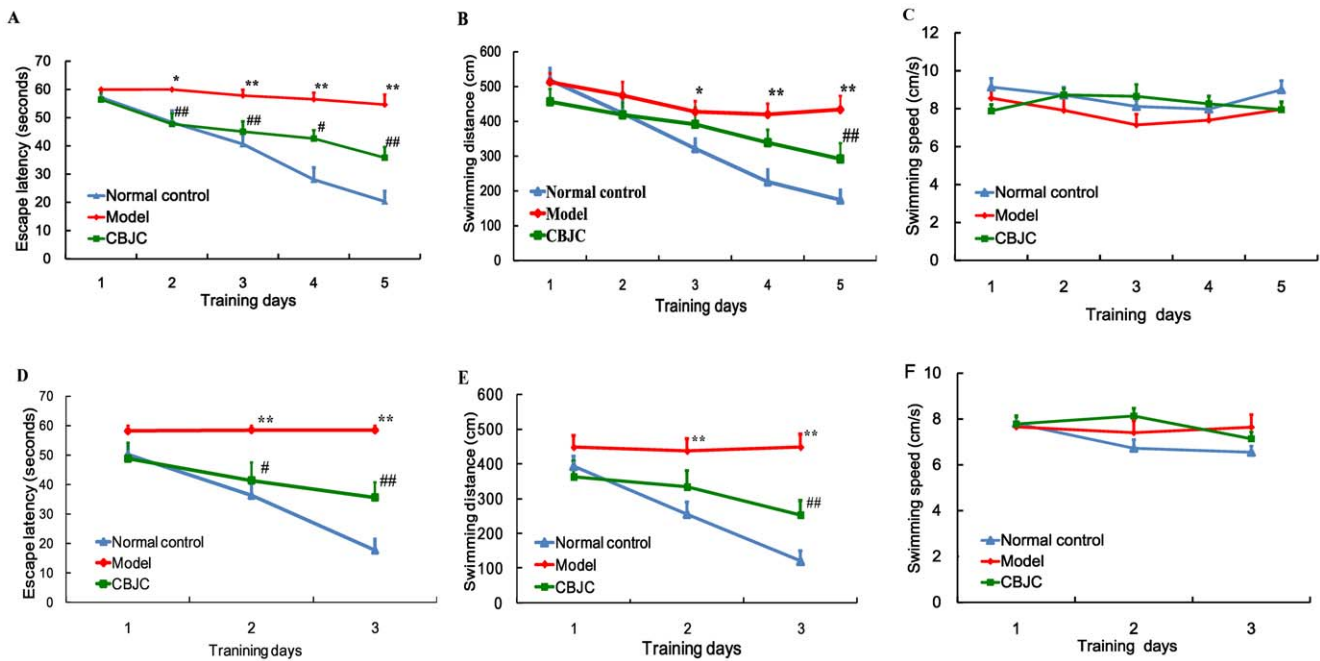 A
Escape latency (seconds)
70
60
50
40
30
20
10
0
* ** ** **
## ## # ##
Normal control
Model
CBJC
1 2 3 4 5
Training days
B
Swimming distance (cm)
600
500
400
300
200
100
0
* ** **
##
Normal control
Model
CBJC
1 2 3 4 5
Training days
C
Swimming speed (cm/s)
12
10
8
6
4
2
0
Normal control
Model
CBJC
1 2 3 4 5
Training days
D
Escape latency (seconds)
70
60
50
40
30
20
10
0
** **
# ##
Normal control
Model
CBJC
1 2 3
Tranining days
E
Swimming distance (cm)
600
500
400
300
200
100
0
** **
##
Normal control
Model
CBJC
1 2 3
Training days
F
Swimming speed (cm/s)
10
8
6
4
2
0
Normal control
Model
CBJC
1 2 3
Training days